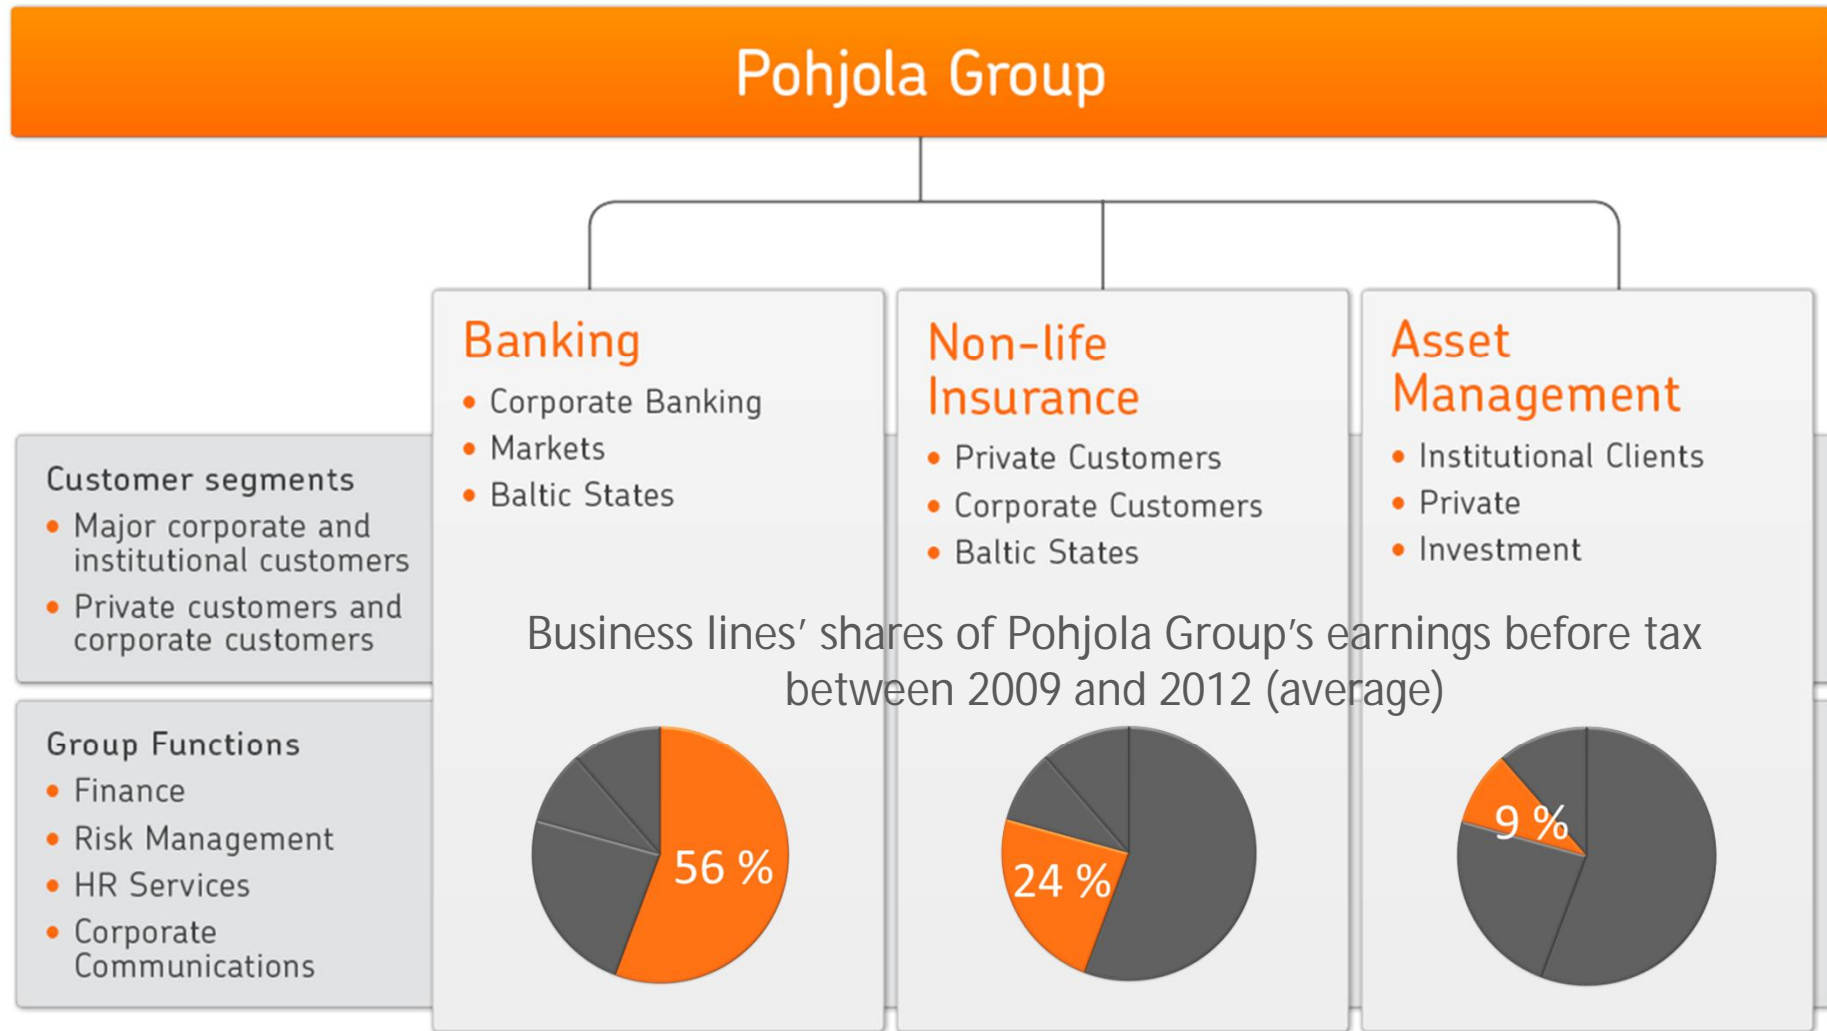 Pohjola Group
Customer segments
• Major corporate and
institutional customers
• Private customers and
corporate customers
Group Functions
• Finance
• Risk Management
• HR Services
• Corporate
Communications
Banking
• Corporate Banking
• Markets
• Baltic States
Non-life
Insurance
• Private Customers
• Corporate Customers
• Baltic States
Asset
Management
• Institutional Clients
• Private
• Investment
Business lines’ shares of Pohjola Group’s earnings before tax
between 2009 and 2012 (average)
56 %
24 %
9 %